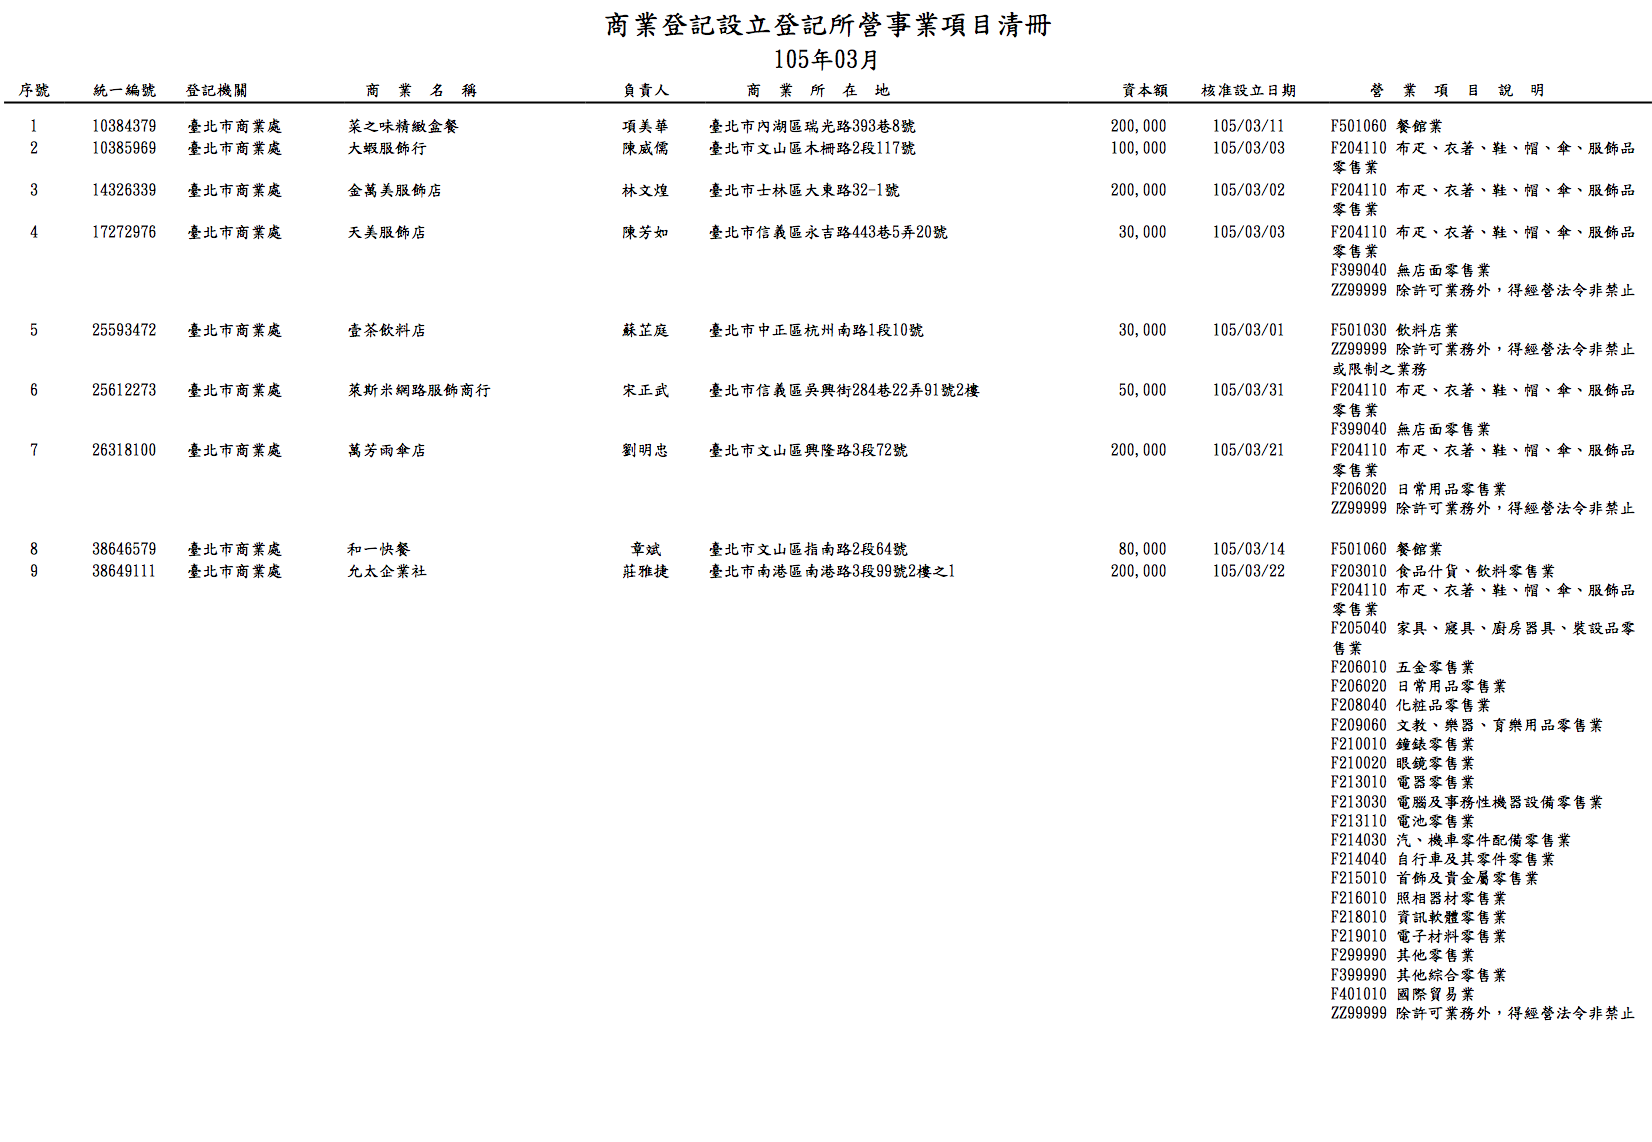 商業登記設立登記所營事業項目清冊
105年03月
序號 統一編號 登記機關 商業名稱 負責人 商業所在地 資本額 核准設立日期 營業項目說明
1 10384379 臺北市商業處 菜之味精緻盒餐 項美華 臺北市內湖區瑞光路393巷8號 200,000 105/03/11 F501060 餐館業
2 10385969 臺北市商業處 大蝦服飾行 陳威儒 臺北市文山區木柵路2段117號 100,000 105/03/03 F204110 布疋、衣著、鞋、帽、傘、服飾品
零售業
3 14326339 臺北市商業處 金萬美服飾店 林文煌 臺北市士林區大東路32-1號 200,000 105/03/02 F204110 布疋、衣著、鞋、帽、傘、服飾品
零售業
4 17272976 臺北市商業處 天美服飾店 陳芳如 臺北市信義區永吉路443巷5弄20號 30,000 105/03/03 F204110 布疋、衣著、鞋、帽、傘、服飾品
零售業
F399040 無店面零售業
ZZ99999 除許可業務外，得經營法令非禁止
5 25593472 臺北市商業處 壹茶飲料店 蘇芷庭 臺北市中正區杭州南路1段10號 30,000 105/03/01 F501030 飲料店業
ZZ99999 除許可業務外，得經營法令非禁止
或限制之業務
6 25612273 臺北市商業處 萊斯米網路服飾商行 宋正武 臺北市信義區吳興街284巷22弄91號2樓 50,000 105/03/31 F204110 布疋、衣著、鞋、帽、傘、服飾品
零售業
F399040 無店面零售業
7 26318100 臺北市商業處 萬芳雨傘店 劉明忠 臺北市文山區興隆路3段72號 200,000 105/03/21 F204110 布疋、衣著、鞋、帽、傘、服飾品
零售業
F206020 日常用品零售業
ZZ99999 除許可業務外，得經營法令非禁止
8 38646579 臺北市商業處 和一快餐 章斌 臺北市文山區指南路2段64號 80,000 105/03/14 F501060 餐館業
9 38649111 臺北市商業處 允太企業社 莊雅捷 臺北市南港區南港路3段99號2樓之1 200,000 105/03/22 F203010 食品什貨、飲料零售業
F204110 布疋、衣著、鞋、帽、傘、服飾品
零售業
F205040 家具、寢具、廚房器具、裝設品零
售業
F206010 五金零售業
F206020 日常用品零售業
F208040 化粧品零售業
F209060 文教、樂器、育樂用品零售業
F210010 鐘錶零售業
F210020 眼鏡零售業
F213010 電器零售業
F213030 電腦及事務性機器設備零售業
F213110 電池零售業
F214030 汽、機車零件配備零售業
F214040 自行車及其零件零售業
F215010 首飾及貴金屬零售業
F216010 照相器材零售業
F218010 資訊軟體零售業
F219010 電子材料零售業
F299990 其他零售業
F399990 其他綜合零售業
F401010 國際貿易業
ZZ99999 除許可業務外，得經營法令非禁止